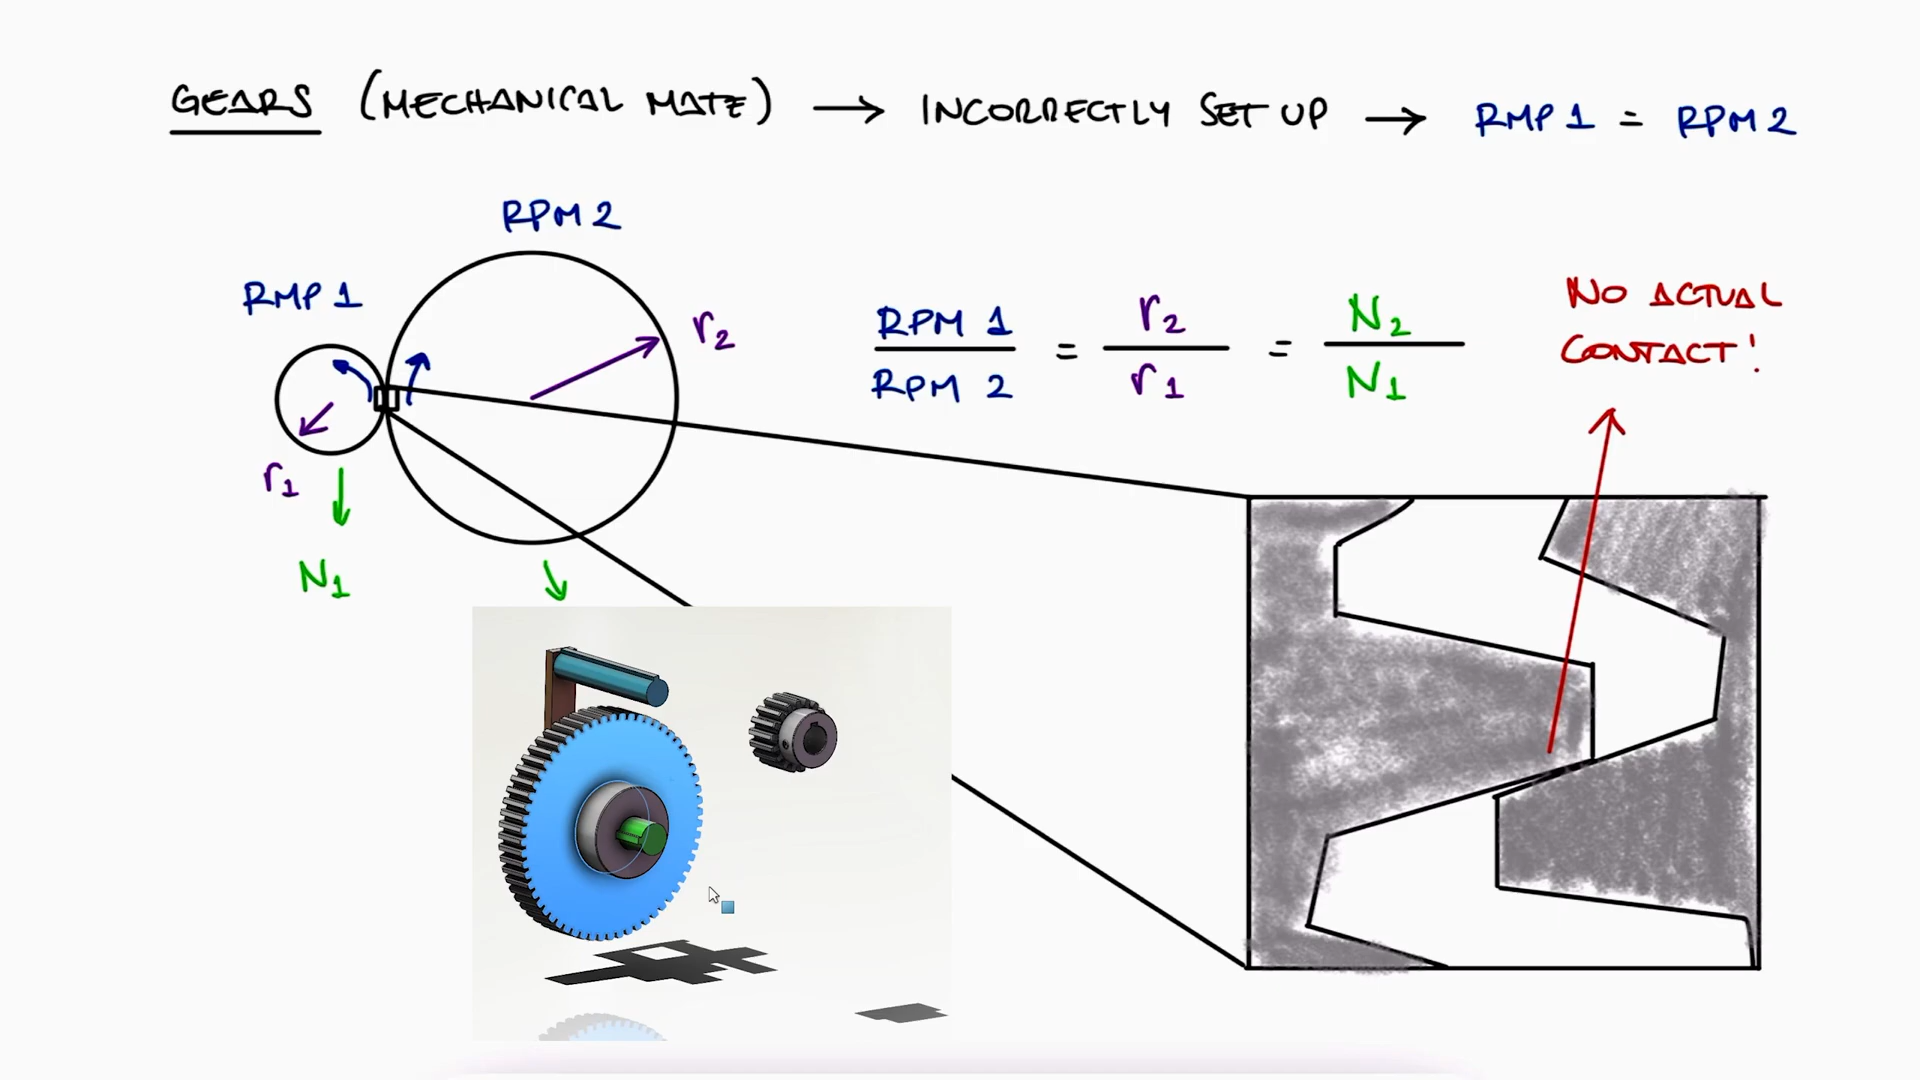 GEARS (MECHANICAL MATE) → INCORRECTLY SET UP → RMP 1 = RPM 2
RPM 2
RMP 1
r2
r1
N1
RPM 1 / RPM 2 = r2 / r1 = N2 / N1
NO ACTUAL
CONTACT!